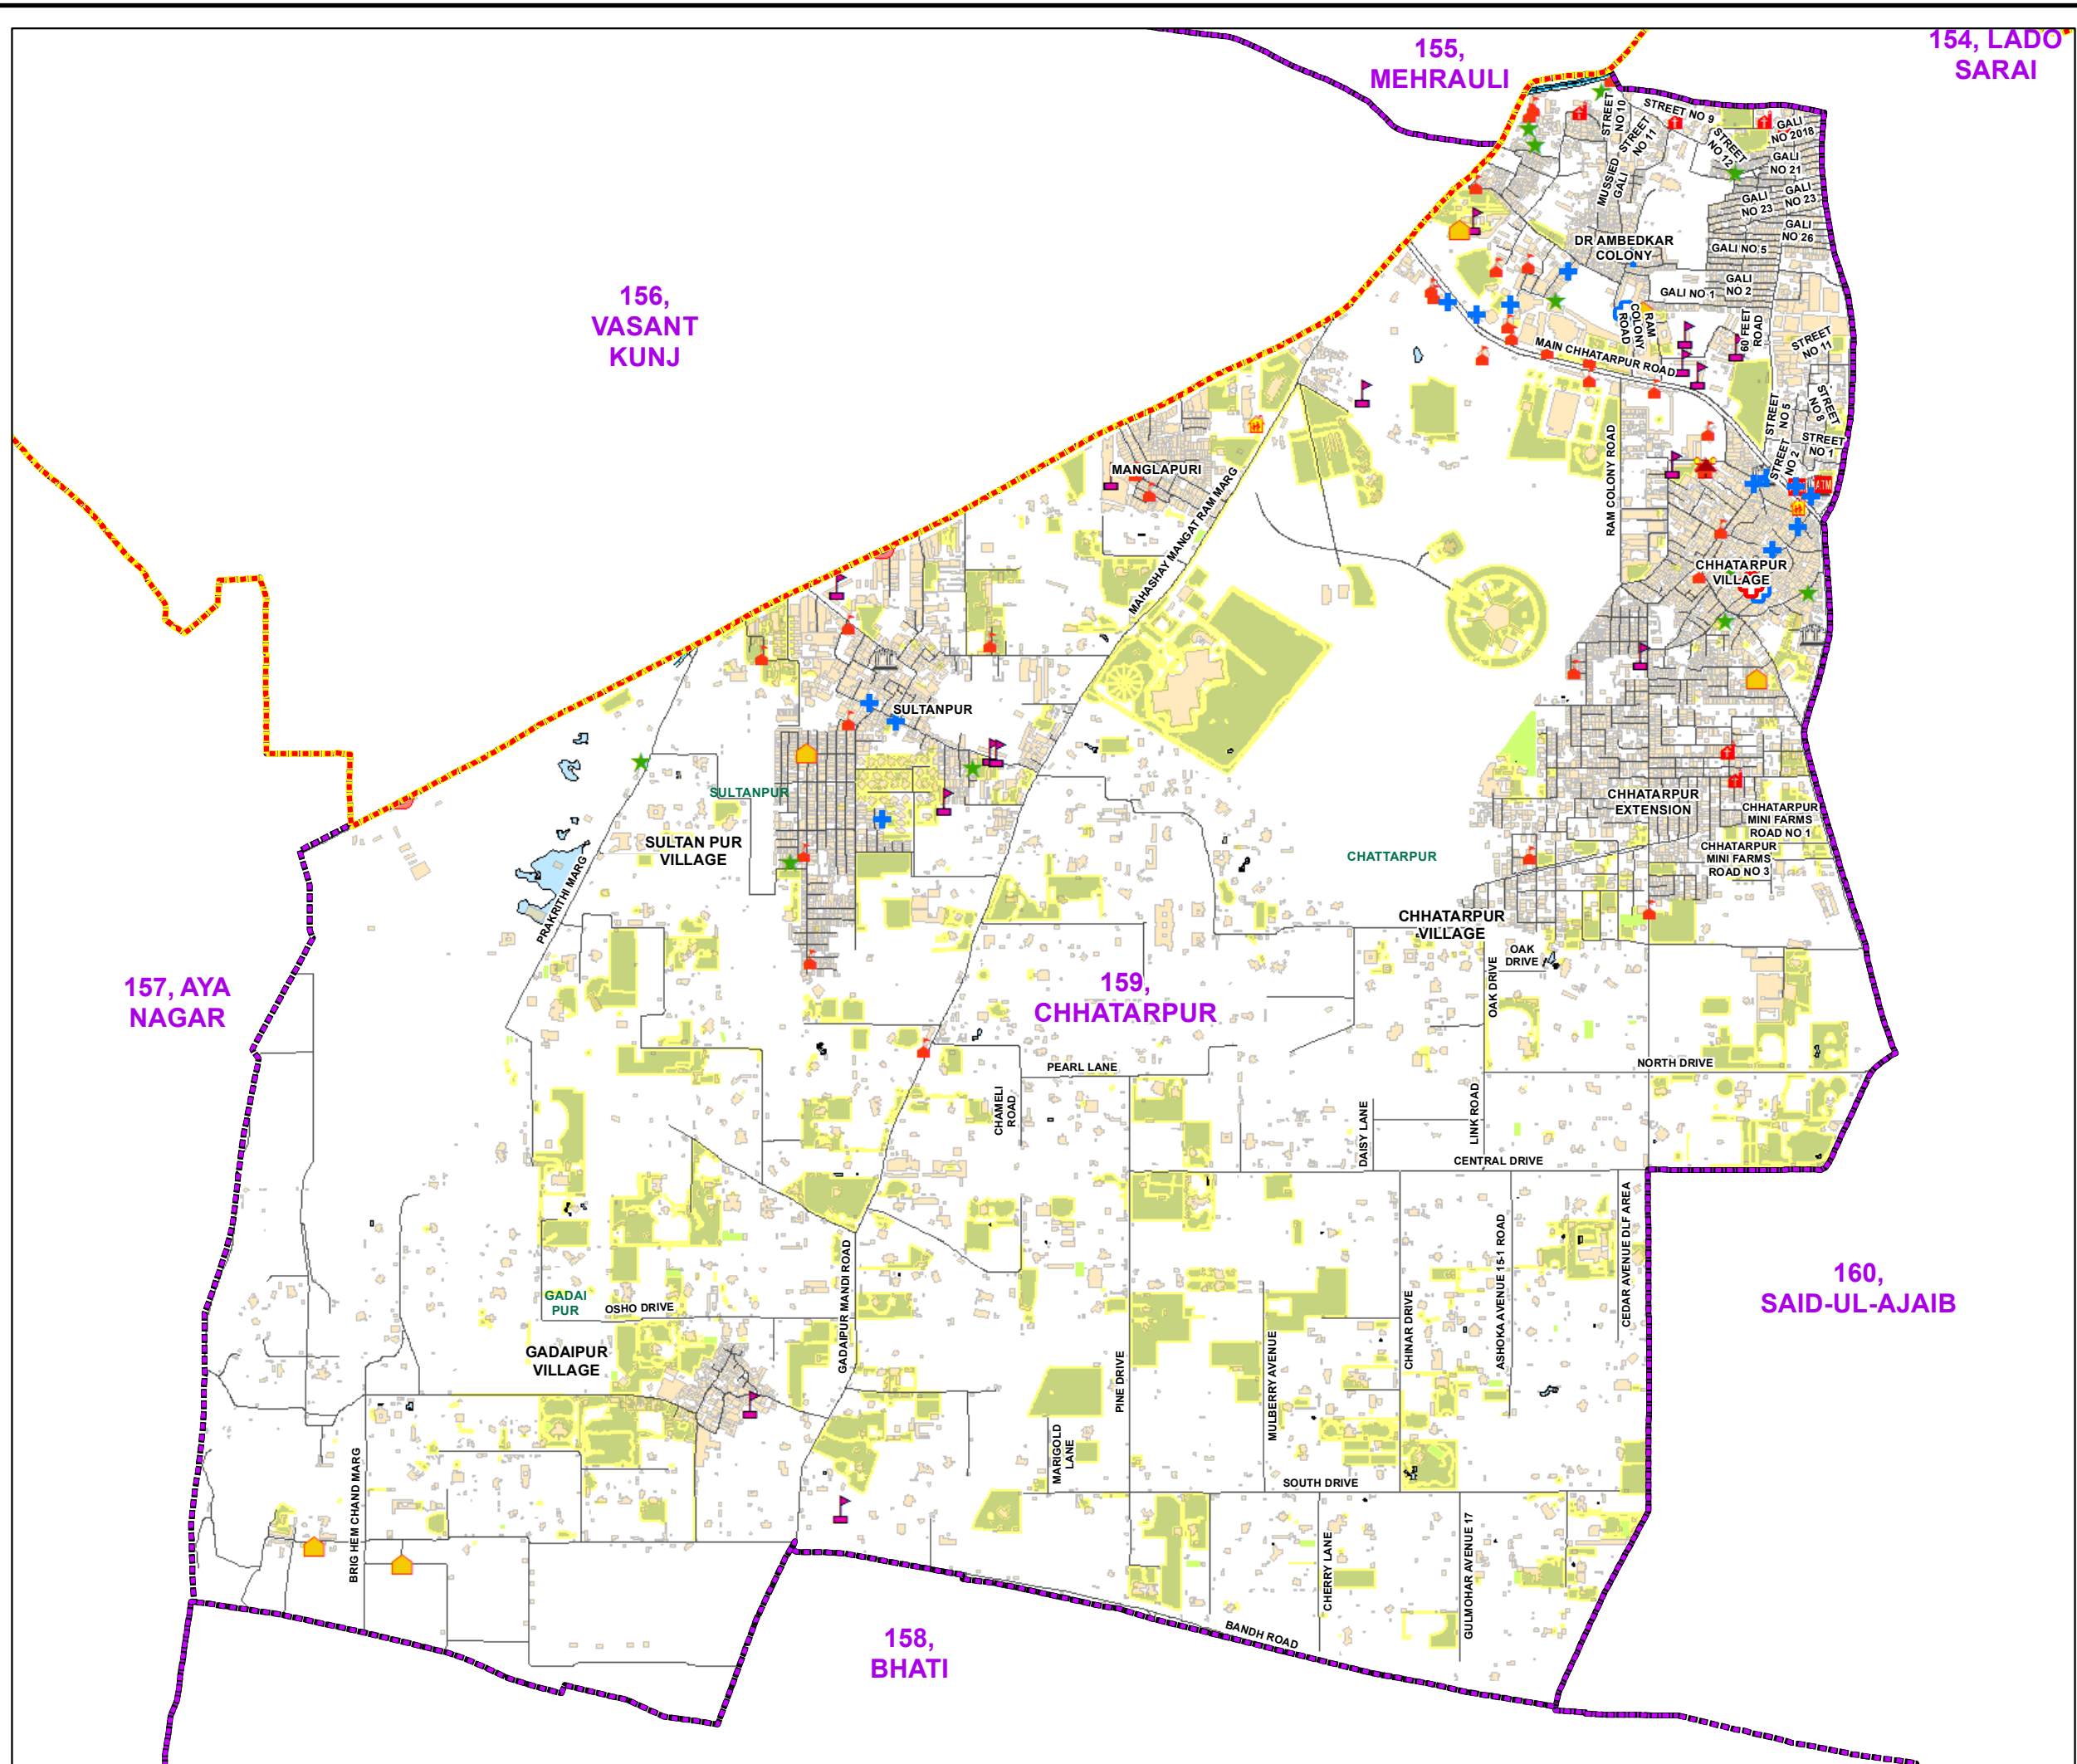 155,
MEHRAULI
154, LADO
SARAI
STREET
NO 10
STREET NO 9
STREET
NO 11
STREET
NO 12
GALI
NO 2018
GALI
NO 21
MUSSIED
GALI
GALI
NO 23
GALI
NO 23
GALI
NO 26
DR AMBEDKAR
COLONY
GALI NO 5
GALI
NO 2
GALI NO 1
RAM
COLONY
ROAD
60 FEET
ROAD
STREET
NO 11
MAIN CHHATARPUR ROAD
156,
VASANT
KUNJ
STREET
NO 8
STREET
NO 5
STREET
NO 1
STREET
NO 2
ATM
RAM COLONY ROAD
MANGLAPURI
MAHASHAY MANGAT RAM MARG
CHHATARPUR
VILLAGE
SULTANPUR
SULTANPUR
SULTAN PUR
VILLAGE
PRAKRITHI MARG
CHATTARPUR
CHHATARPUR
EXTENSION
CHHATARPUR
MINI FARMS
ROAD NO 1
CHHATARPUR
MINI FARMS
ROAD NO 3
CHHATARPUR
VILLAGE
OAK
DRIVE
OAK DRIVE
157, AYA
NAGAR
159,
CHHATARPUR
PEARL LANE
NORTH DRIVE
CHAMELI
ROAD
DAISY LANE
LINK ROAD
CENTRAL DRIVE
CEDAR AVENUE DLF AREA
ASHOKA AVENUE 15-1 ROAD
160,
SAID-UL-AJAIB
GADAI
PUR
OSHO DRIVE
GADAIPUR MANDI ROAD
GADAIPUR
VILLAGE
CHINAR DRIVE
PINE DRIVE
MULBERRY AVENUE
MARIGOLD
LANE
SOUTH DRIVE
BRIG HEM CHAND MARG
CHERRY LANE
GULMOHAR AVENUE 17
BANDH ROAD
158,
BHATI